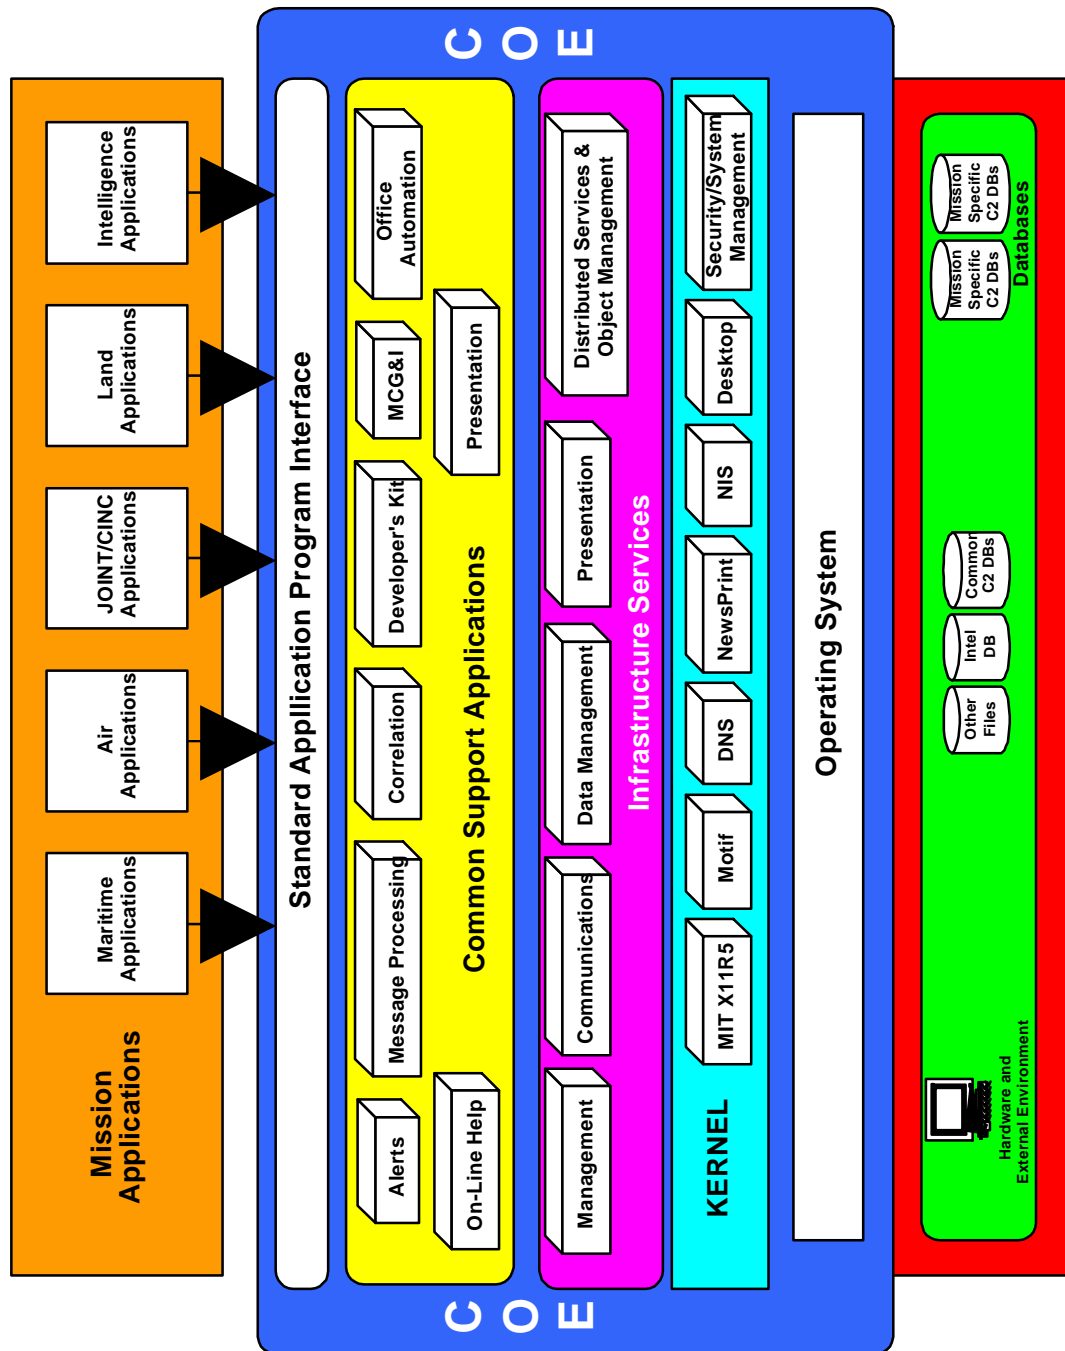 Mission
Applications
Maritime
Applications
Air
Applications
JOINT/CINC
Applications
Land
Applications
Intelligence
Applications
C
O
E
C
O
E
Standard Appllication Program Interface
Alerts
Message Processing
Correlation
Developer's Kit
MCG&I
Office
Automation
On-Line Help
Common Support Applications
Presentation
Management
Communications
Data Management
Presentation
Distributed Services &
Object Management
Infrastructure Services
KERNEL
MIT X11R5
Motif
DNS
NewsPrint
NIS
Desktop
Security/System
Management
Operating System
Hardware and
External Environment
Other
Files
Intel
DB
Common
C2 DBs
Mission
Specific
C2 DBs
Mission
Specific
C2 DBs
Databases